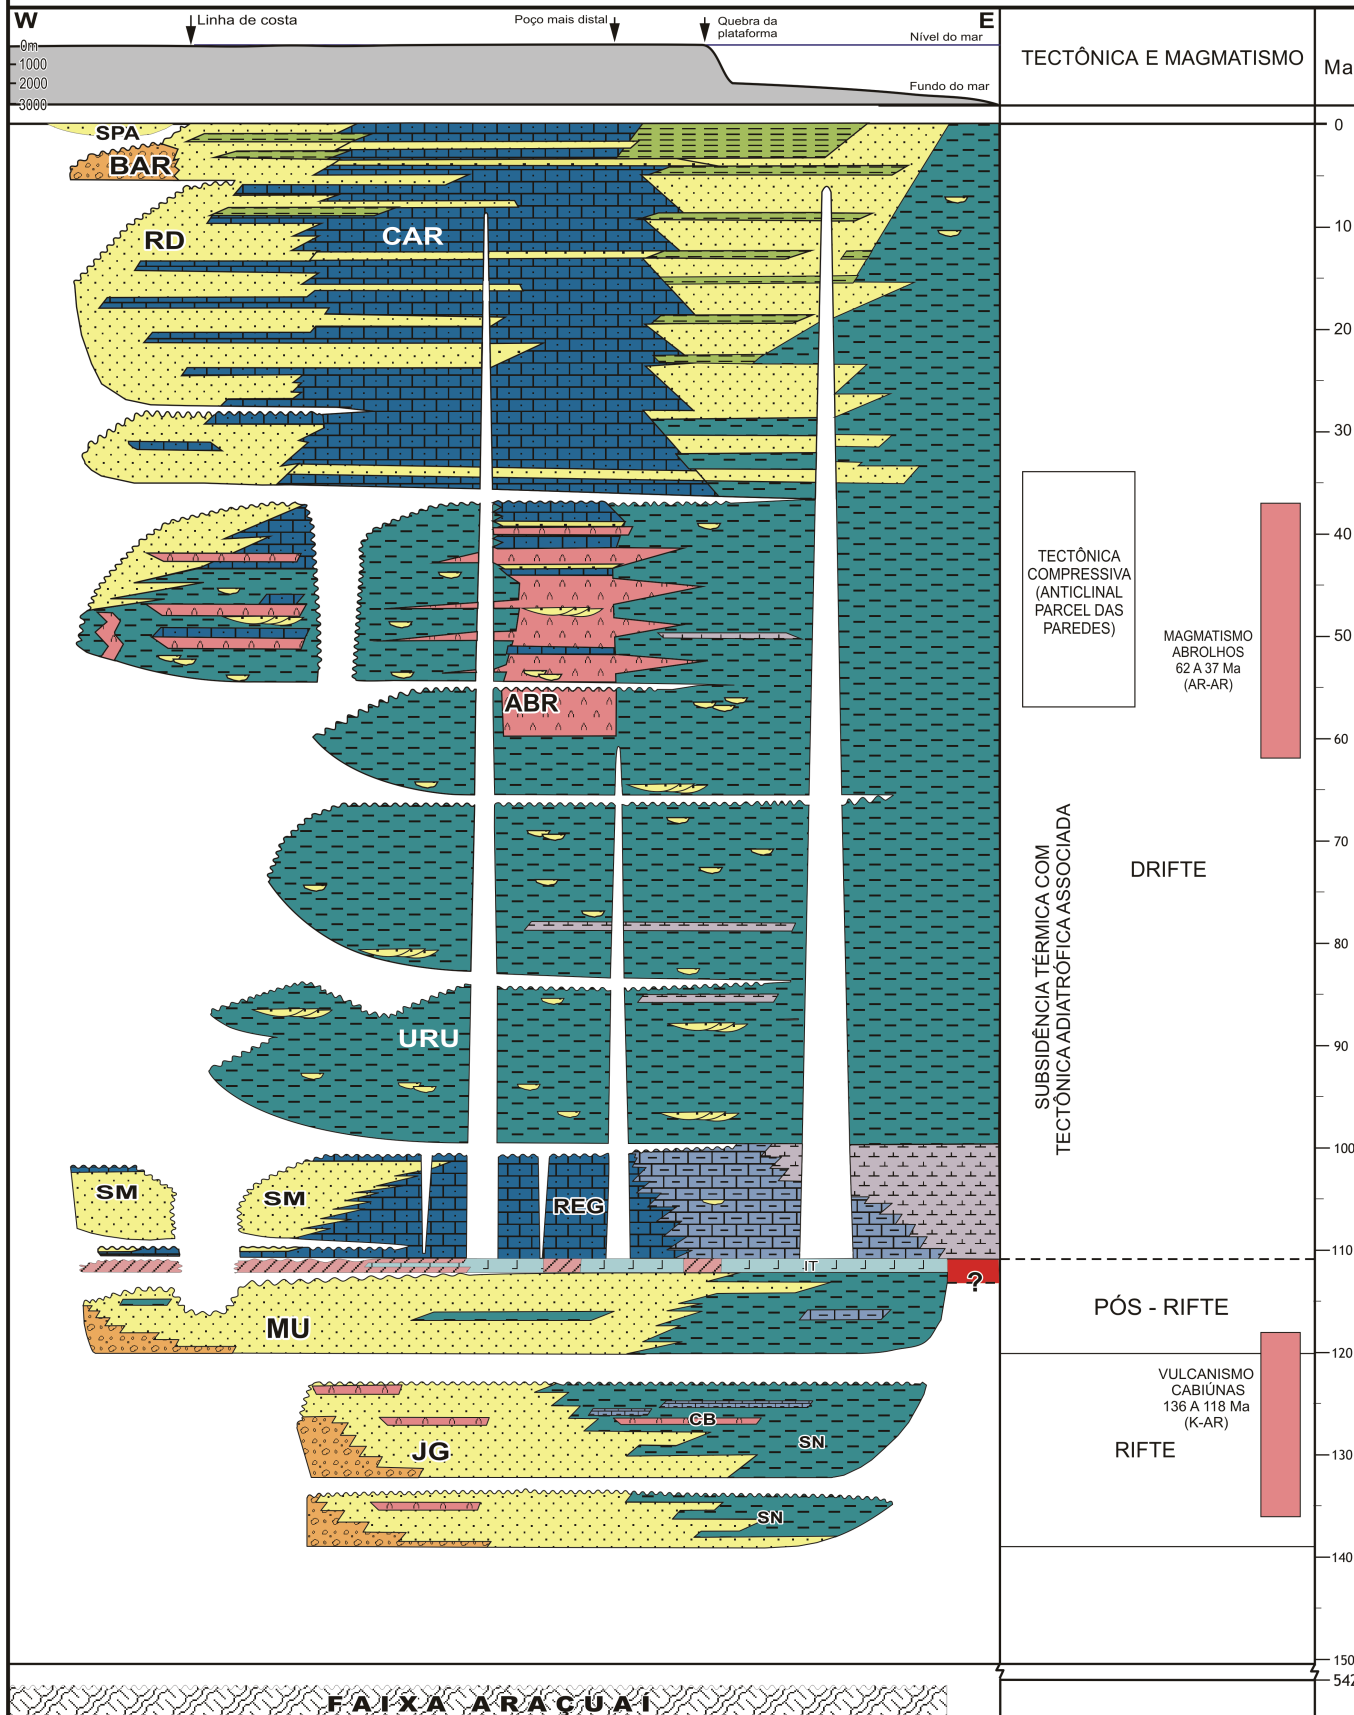 W
Linha de costa
Poço mais distal
Quebra da
plataforma
E
Nível do mar
Fundo do mar
0m
1000
2000
3000
TECTÔNICA E MAGMATISMO
Ma
SPA
BAR
RD
CAR
ABR
URU
SM
SM
REG
IT
?
MU
JG
CB
SN
SN
TECTÔNICA
COMPRESSIVA
(ANTICLINAL
PARCEL DAS
PAREDES)
MAGMATISMO
ABROLHOS
62 A 37 Ma
(AR-AR)
SUBSIDÊNCIA TÉRMICA COM
TECTÔNICA ADIATRÓFICA ASSOCIADA
DRIFTE
PÓS - RIFTE
VULCANISMO
CABIÚNAS
136 A 118 Ma
(K-AR)
RIFTE
0
10
20
30
40
50
60
70
80
90
100
110
120
130
140
150
542
FAIXA ARAÇUAÍ